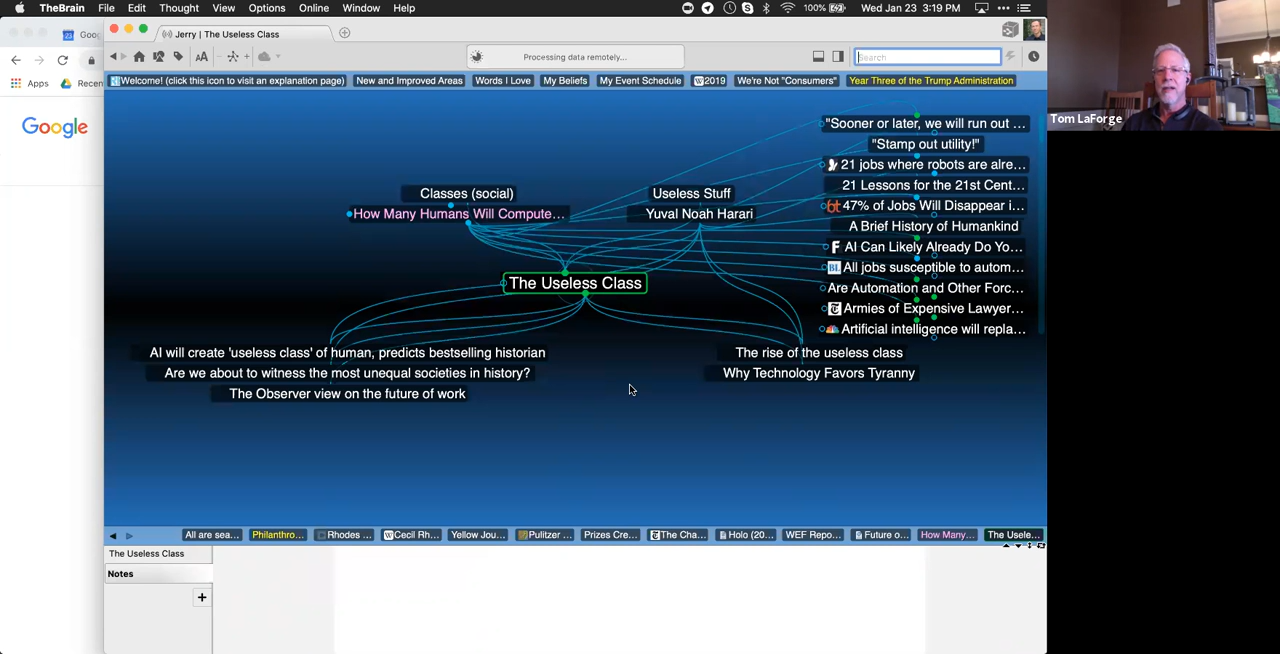 TheBrain File Edit Thought View Options Online Window Help 100% Wed Jan 23 3:19 PM
Goog
Jerry | The Useless Class
AA
Processing data remotely...
Search
Apps
Recen
Welcome! (click this icon to visit an explanation page)
New and Improved Areas
Words I Love
My Beliefs
My Event Schedule
W 2019
We're Not "Consumers"
Year Three of the Trump Administration
Google
Tom LaForge
"Sooner or later, we will run out ...
"Stamp out utility!"
21 jobs where robots are alre...
21 Lessons for the 21st Cent...
bt 47% of Jobs Will Disappear i...
A Brief History of Humankind
F AI Can Likely Already Do Yo...
BL All jobs susceptible to autom...
Are Automation and Other Forc...
T Armies of Expensive Lawyer...
Artificial intelligence will repla...
Classes (social)
How Many Humans Will Compute...
Useless Stuff
Yuval Noah Harari
The Useless Class
AI will create 'useless class' of human, predicts bestselling historian
Are we about to witness the most unequal societies in history?
The Observer view on the future of work
The rise of the useless class
Why Technology Favors Tyranny
All are sea...
Philanthro...
Rhodes ...
W Cecil Rh...
Yellow Jou...
Pulitzer ...
Prizes Cre...
T The Cha...
Holo (20...
WEF Repo...
Future o...
How Many...
The Usele...
The Useless Class
Notes
+